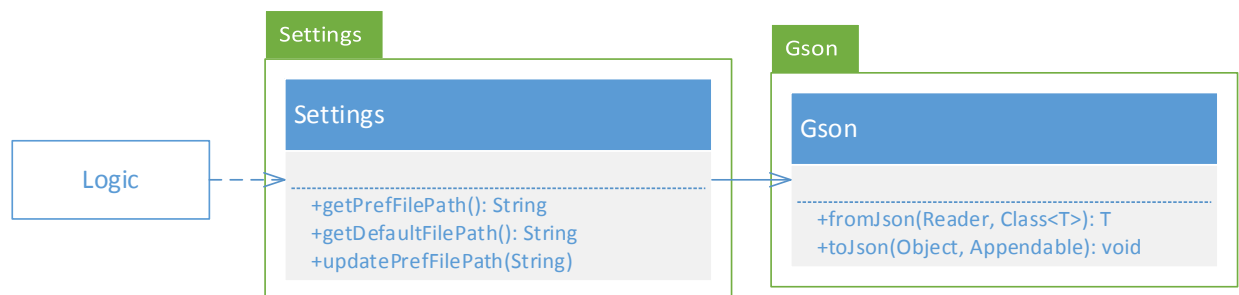 Settings
Gson
Settings
Gson
Logic
+getPrefFilePath(): String
+getDefaultFilePath(): String
+updatePrefFilePath(String)
+fromJson(Reader, Class<T>): T
+toJson(Object, Appendable): void